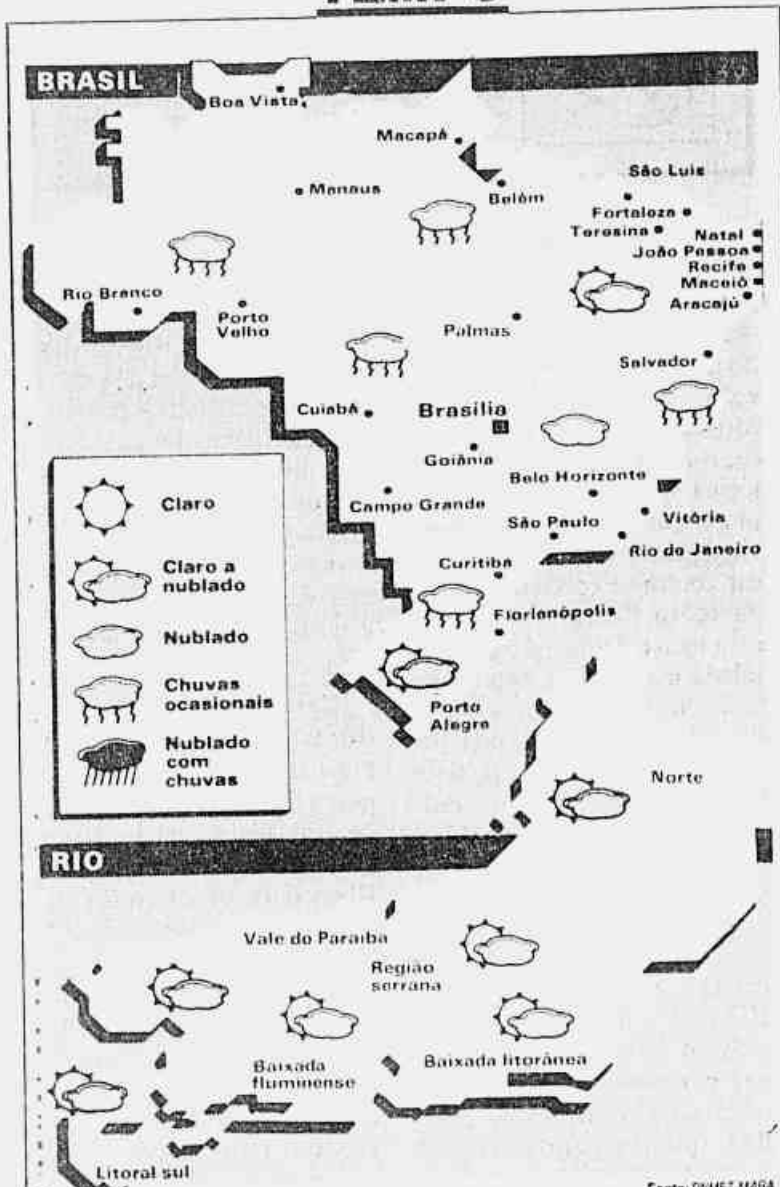 BRASIL
Boa Vista
Macapá
São Luis
Manaus
Belém
Fortaleza
Teresina
Natal
João Pessoa
Recife
Maceió
Aracajú
Rio Branco
Porto
Velho
Palmas
Salvador
Cuiabá
Brasília
Goiânia
Belo Horizonte
Campo Grande
São Paulo
Vitória
Rio de Janeiro
Curitiba
Florianópolis
Porto
Alegre
Claro
Claro a
nublado
Nublado
Chuvas
ocasionais
Nublado
com
chuvas
Norte
RIO
Vale do Paraiba
Região
serrana
Baixada
fluminense
Baixada litorânea
Litoral sul
Fonte: